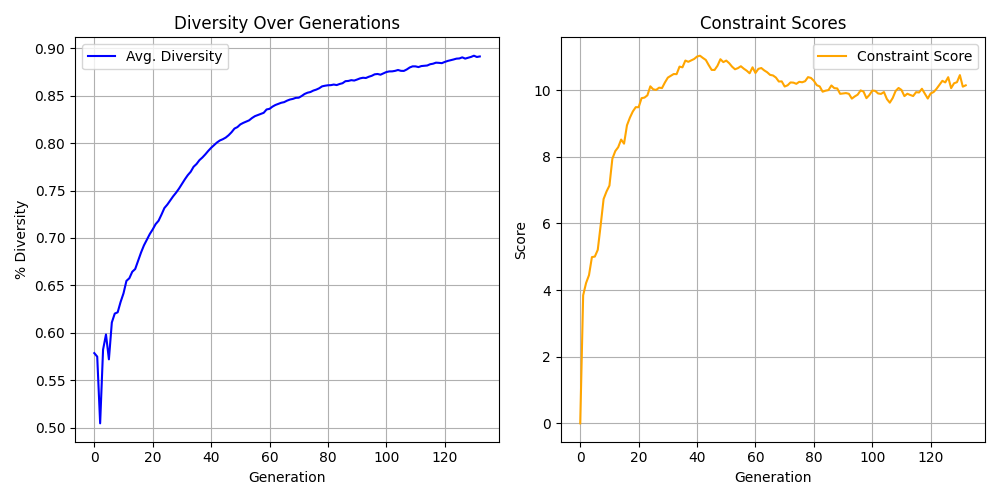 Diversity Over Generations
Avg. Diversity
% Diversity
0.90
0.85
0.80
0.75
0.70
0.65
0.60
0.55
0.50
0 20 40 60 80 100 120
Generation
Constraint Scores
Constraint Score
Score
10
8
6
4
2
0
0 20 40 60 80 100 120
Generation